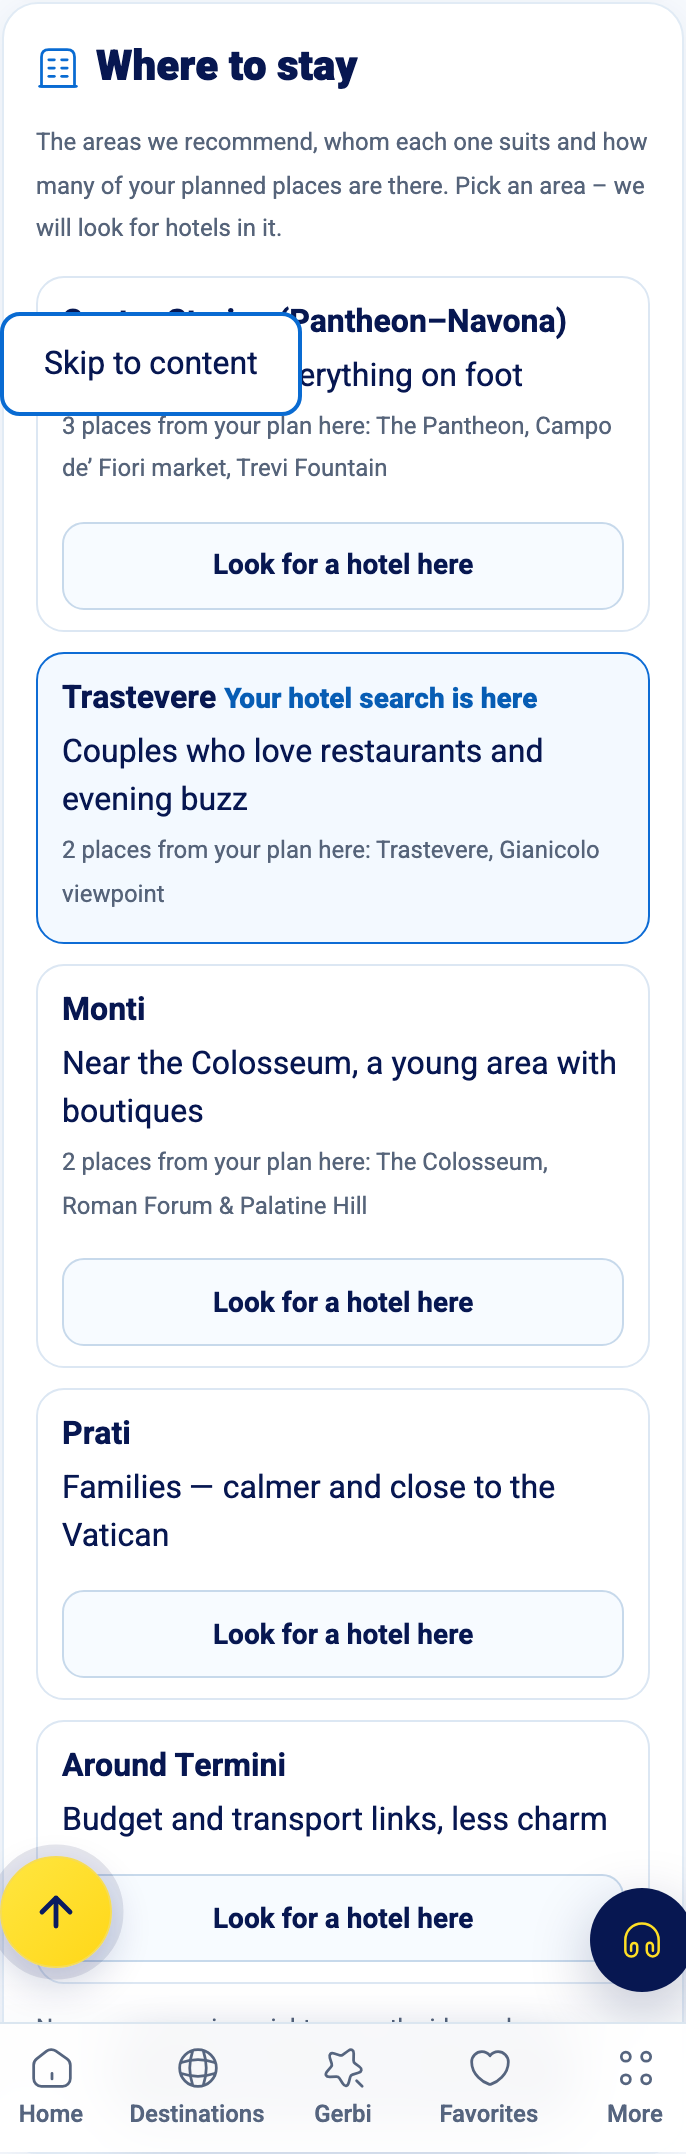 Where to stay
The areas we recommend, whom each one suits and how
many of your planned places are there. Pick an area – we
will look for hotels in it.
(Pantheon–Navona)
Skip to content
on foot
3 places from your plan here: The Pantheon, Campo
de’ Fiori market, Trevi Fountain
Look for a hotel here
Trastevere Your hotel search is here
Couples who love restaurants and
evening buzz
2 places from your plan here: Trastevere, Gianicolo
viewpoint
Monti
Near the Colosseum, a young area with
boutiques
2 places from your plan here: The Colosseum,
Roman Forum & Palatine Hill
Look for a hotel here
Prati
Families — calmer and close to the
Vatican
Look for a hotel here
Around Termini
Budget and transport links, less charm
Look for a hotel here
Home
Destinations
Gerbi
Favorites
More